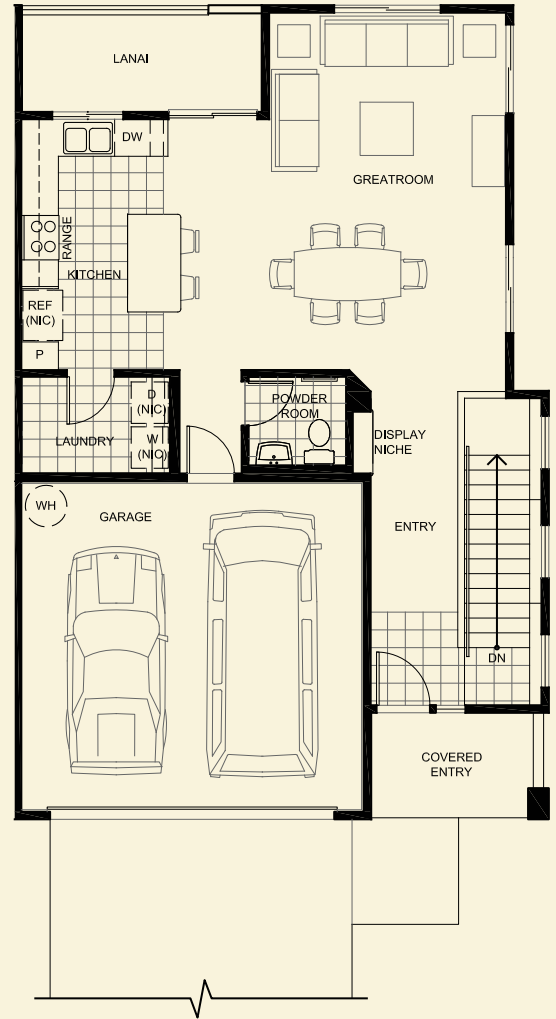 LANAI
DW
GREATROOM
RANGE
KITCHEN
REF
(NIC)
P
D
(NIC)
POWDER
ROOM
LAUNDRY
W
(NIC)
DISPLAY
NICHE
WH
GARAGE
ENTRY
DN
COVERED
ENTRY